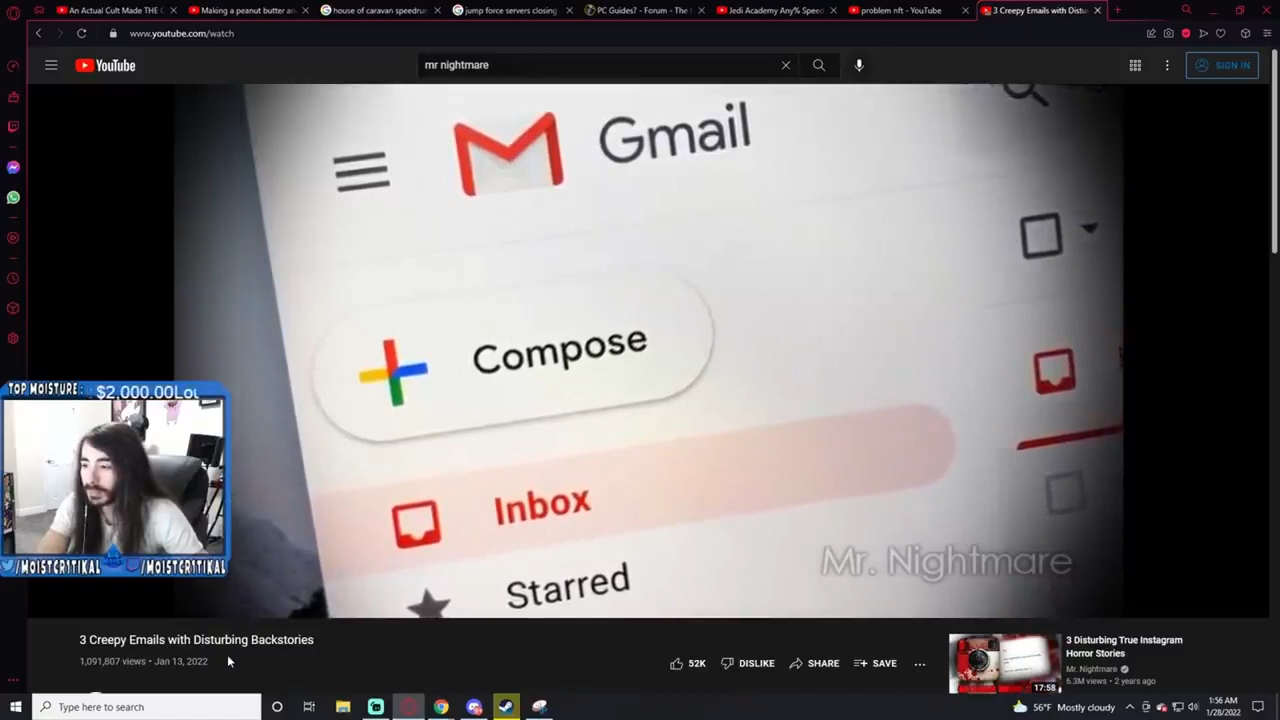 An Actual Cult Made THE
Making a peanut butter an
house of caravan speedrun
jump force servers closing
PC Guides? - Forum - The
Jedi Academy Any% Speed
problem nft - YouTube
3 Creepy Emails with Distu
www.youtube.com/watch
YouTube
mr nightmare
SIGN IN
Gmail
Compose
Inbox
Starred
Mr. Nightmare
TOP MOISTURE:
$2,000.00Lou
/MOISTCR1TIKAL
/MOISTCR1TIKAL
3 Creepy Emails with Disturbing Backstories
1,091,807 views • Jan 13, 2022
52K
DISLIKE
SHARE
SAVE
3 Disturbing True Instagram
Horror Stories
Mr. Nightmare
6.3M views • 2 years ago
17:58
Type here to search
56°F Mostly cloudy
1:56 AM
1/28/2022